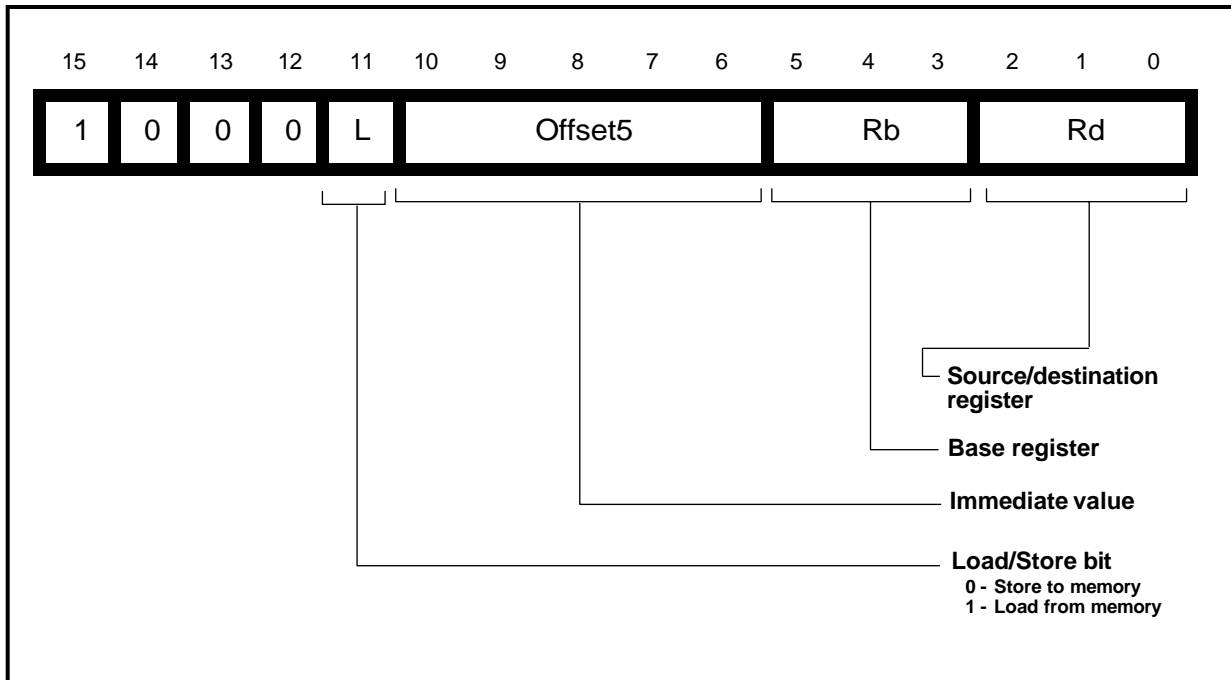 15 14 13 12 11 10 9 8 7 6 5 4 3 2 1 0
1 0 0 0 L Offset5 Rb Rd
Source/destination
register
Base register
Immediate value
Load/Store bit
0 - Store to memory
1 - Load from memory